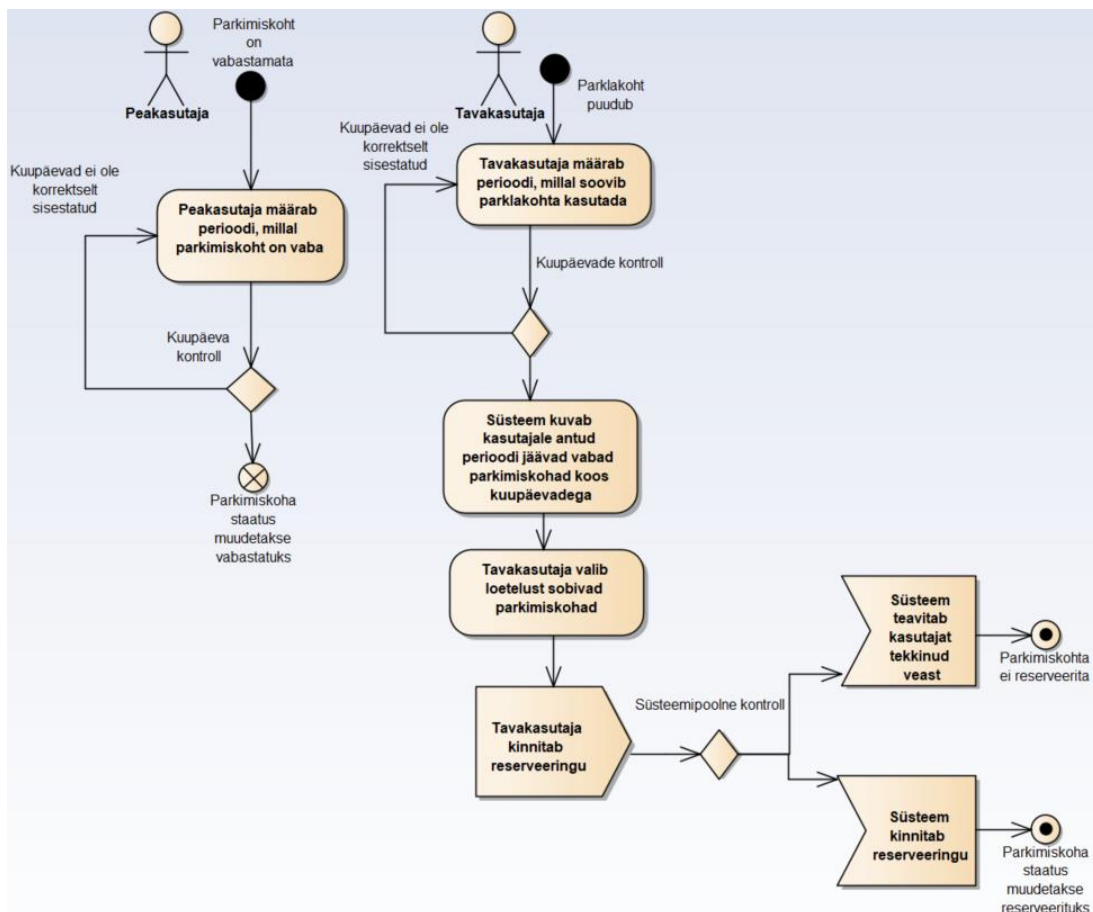 Parkimiskoht
on
vabastamata
Peakasutaja
Kuupäevad ei ole
korrektselt
sisestatud
Peakasutaja määrab
perioodi, millal
parkimiskoht on vaba
Kuupäeva
kontroll
Parkimiskoha
staatus
muudetakse
vabastatuks
Tavakasutaja
Parklakoht
puudub
Kuupäevad ei ole
korrektselt
sisestatud
Tavakasutaja määrab
perioodi, millal soovib
parklakohta kasutada
Kuupäevade kontroll
Süsteem kuvab
kasutajale antud
perioodi jäävad vabad
parkimiskohad koos
kuupäevadega
Tavakasutaja valib
loetelust sobivad
parkimiskohad
Tavakasutaja
kinnitab
reserveeringu
Süsteemipoolne kontroll
Süsteem
teavitab
kasutajat
tekkinud
veast
Parkimiskohta
ei reserveerita
Süsteem
kinnitab
reserveeringu
Parkimiskoha
staatus
muudetakse
reserveerituks